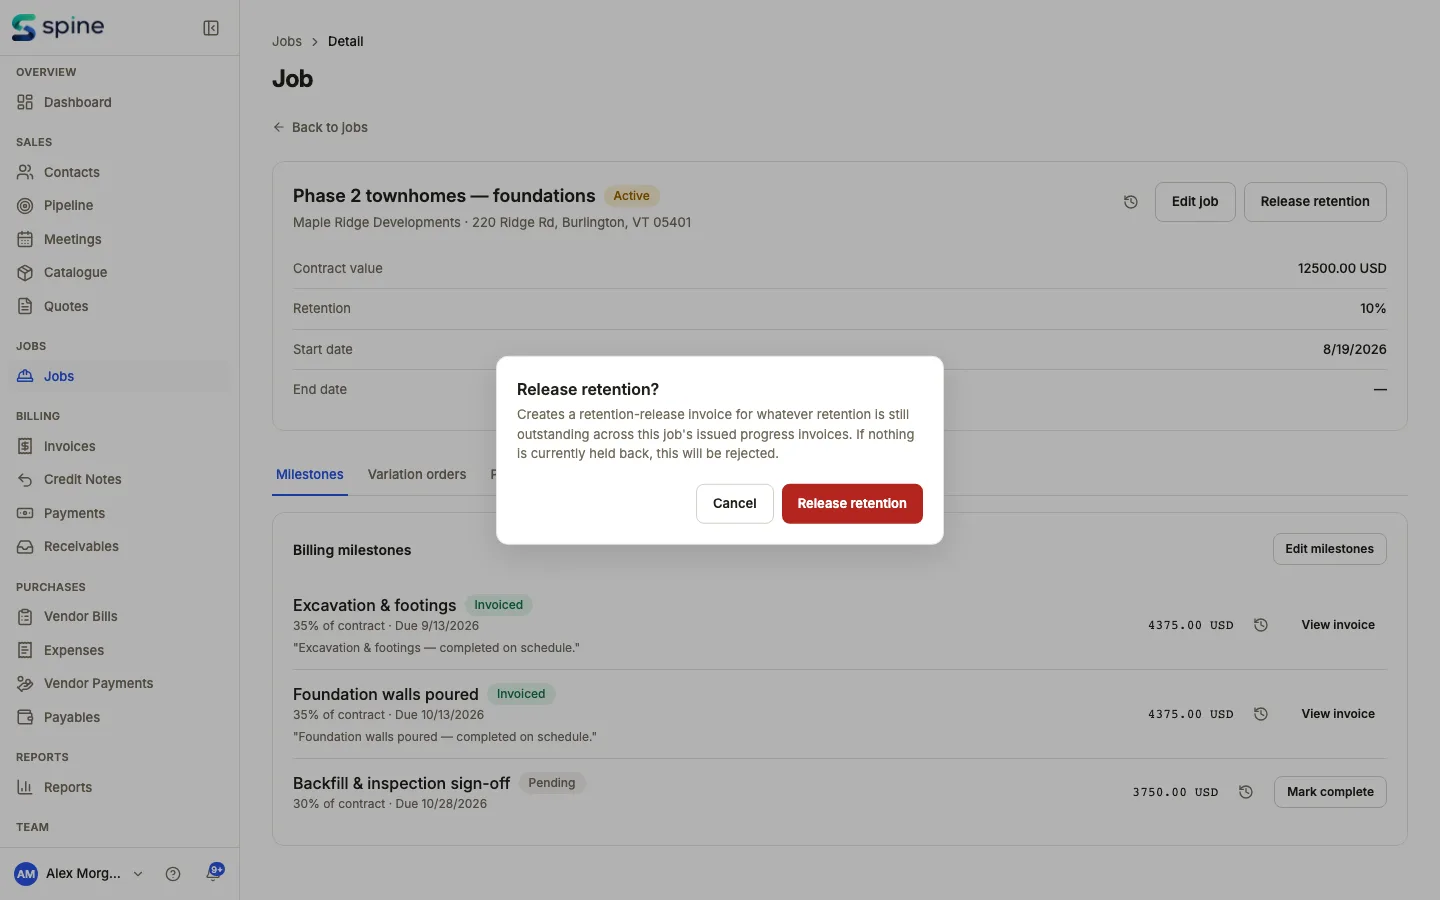 spine
OVERVIEW
Dashboard
SALES
Contacts
Pipeline
Meetings
Catalogue
Quotes
JOBS
Jobs
BILLING
Invoices
Credit Notes
Payments
Receivables
PURCHASES
Vendor Bills
Expenses
Vendor Payments
Payables
REPORTS
Reports
TEAM
AM Alex Morg...
9+
Jobs > Detail
Job
← Back to jobs
Phase 2 townhomes — foundations Active
Maple Ridge Developments · 220 Ridge Rd, Burlington, VT 05401
Edit job
Release retention
Contract value 12500.00 USD
Retention 10%
Start date 8/19/2026
End date —
Release retention?
Creates a retention-release invoice for whatever retention is still
outstanding across this job's issued progress invoices. If nothing
is currently held back, this will be rejected.
Cancel
Release retention
Milestones Variation orders
Billing milestones
Edit milestones
Excavation & footings Invoiced
35% of contract · Due 9/13/2026
"Excavation & footings — completed on schedule."
4375.00 USD View invoice
Foundation walls poured Invoiced
35% of contract · Due 10/13/2026
"Foundation walls poured — completed on schedule."
4375.00 USD View invoice
Backfill & inspection sign-off Pending
30% of contract · Due 10/28/2026
3750.00 USD Mark complete